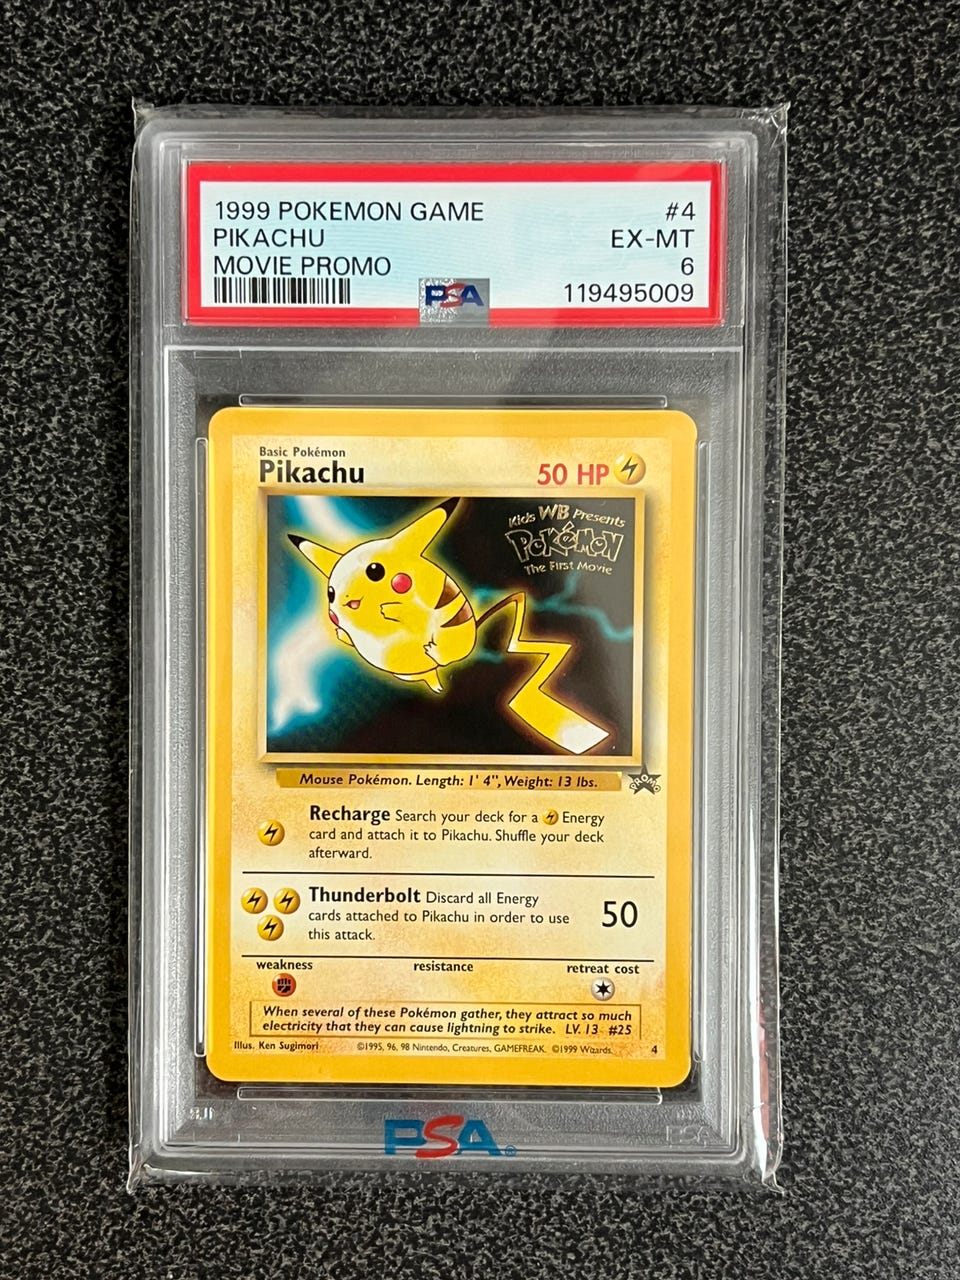 1999 POKEMON GAME #4
PIKACHU EX-MT
MOVIE PROMO 6
PSA 119495009
Basic Pokémon
Pikachu 50 HP
Kids WB Presents
POKéMON
The First Movie
Mouse Pokémon. Length: 1' 4", Weight: 13 lbs.
PROMO
Recharge Search your deck for a Energy
card and attach it to Pikachu. Shuffle your deck
afterward.
Thunderbolt Discard all Energy
cards attached to Pikachu in order to use 50
this attack.
weakness resistance retreat cost
When several of these Pokémon gather, they attract so much
electricity that they can cause lightning to strike. LV. 13 #25
Illus. Ken Sugimori ©1995, 96, 98 Nintendo, Creatures, GAMEFREAK. ©1999 Wizards. 4
PSA®